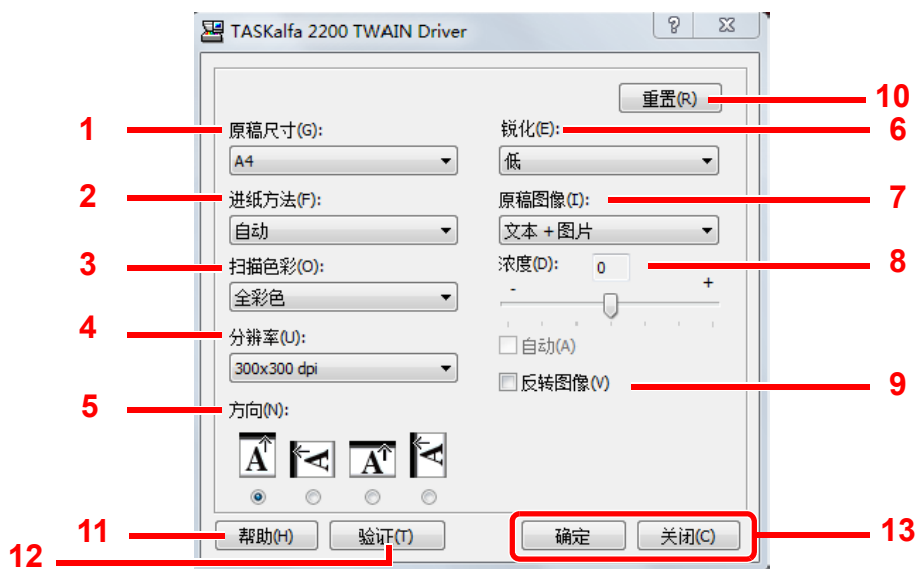 TASKalfa 2200 TWAIN Driver
重置(R)
10
1
原稿尺寸(G):
锐化(E):
6
A4
低
2
进纸方法(F):
原稿图像(I):
7
自动
文本 + 图片
3
扫描色彩(O):
浓度(D):
0
8
全彩色
-
+
4
分辨率(U):
自动(A)
300x300 dpi
反转图像(V)
9
5
方向(N):
A A A A
11
帮助(H)
验证(T)
确定
关闭(C)
13
12